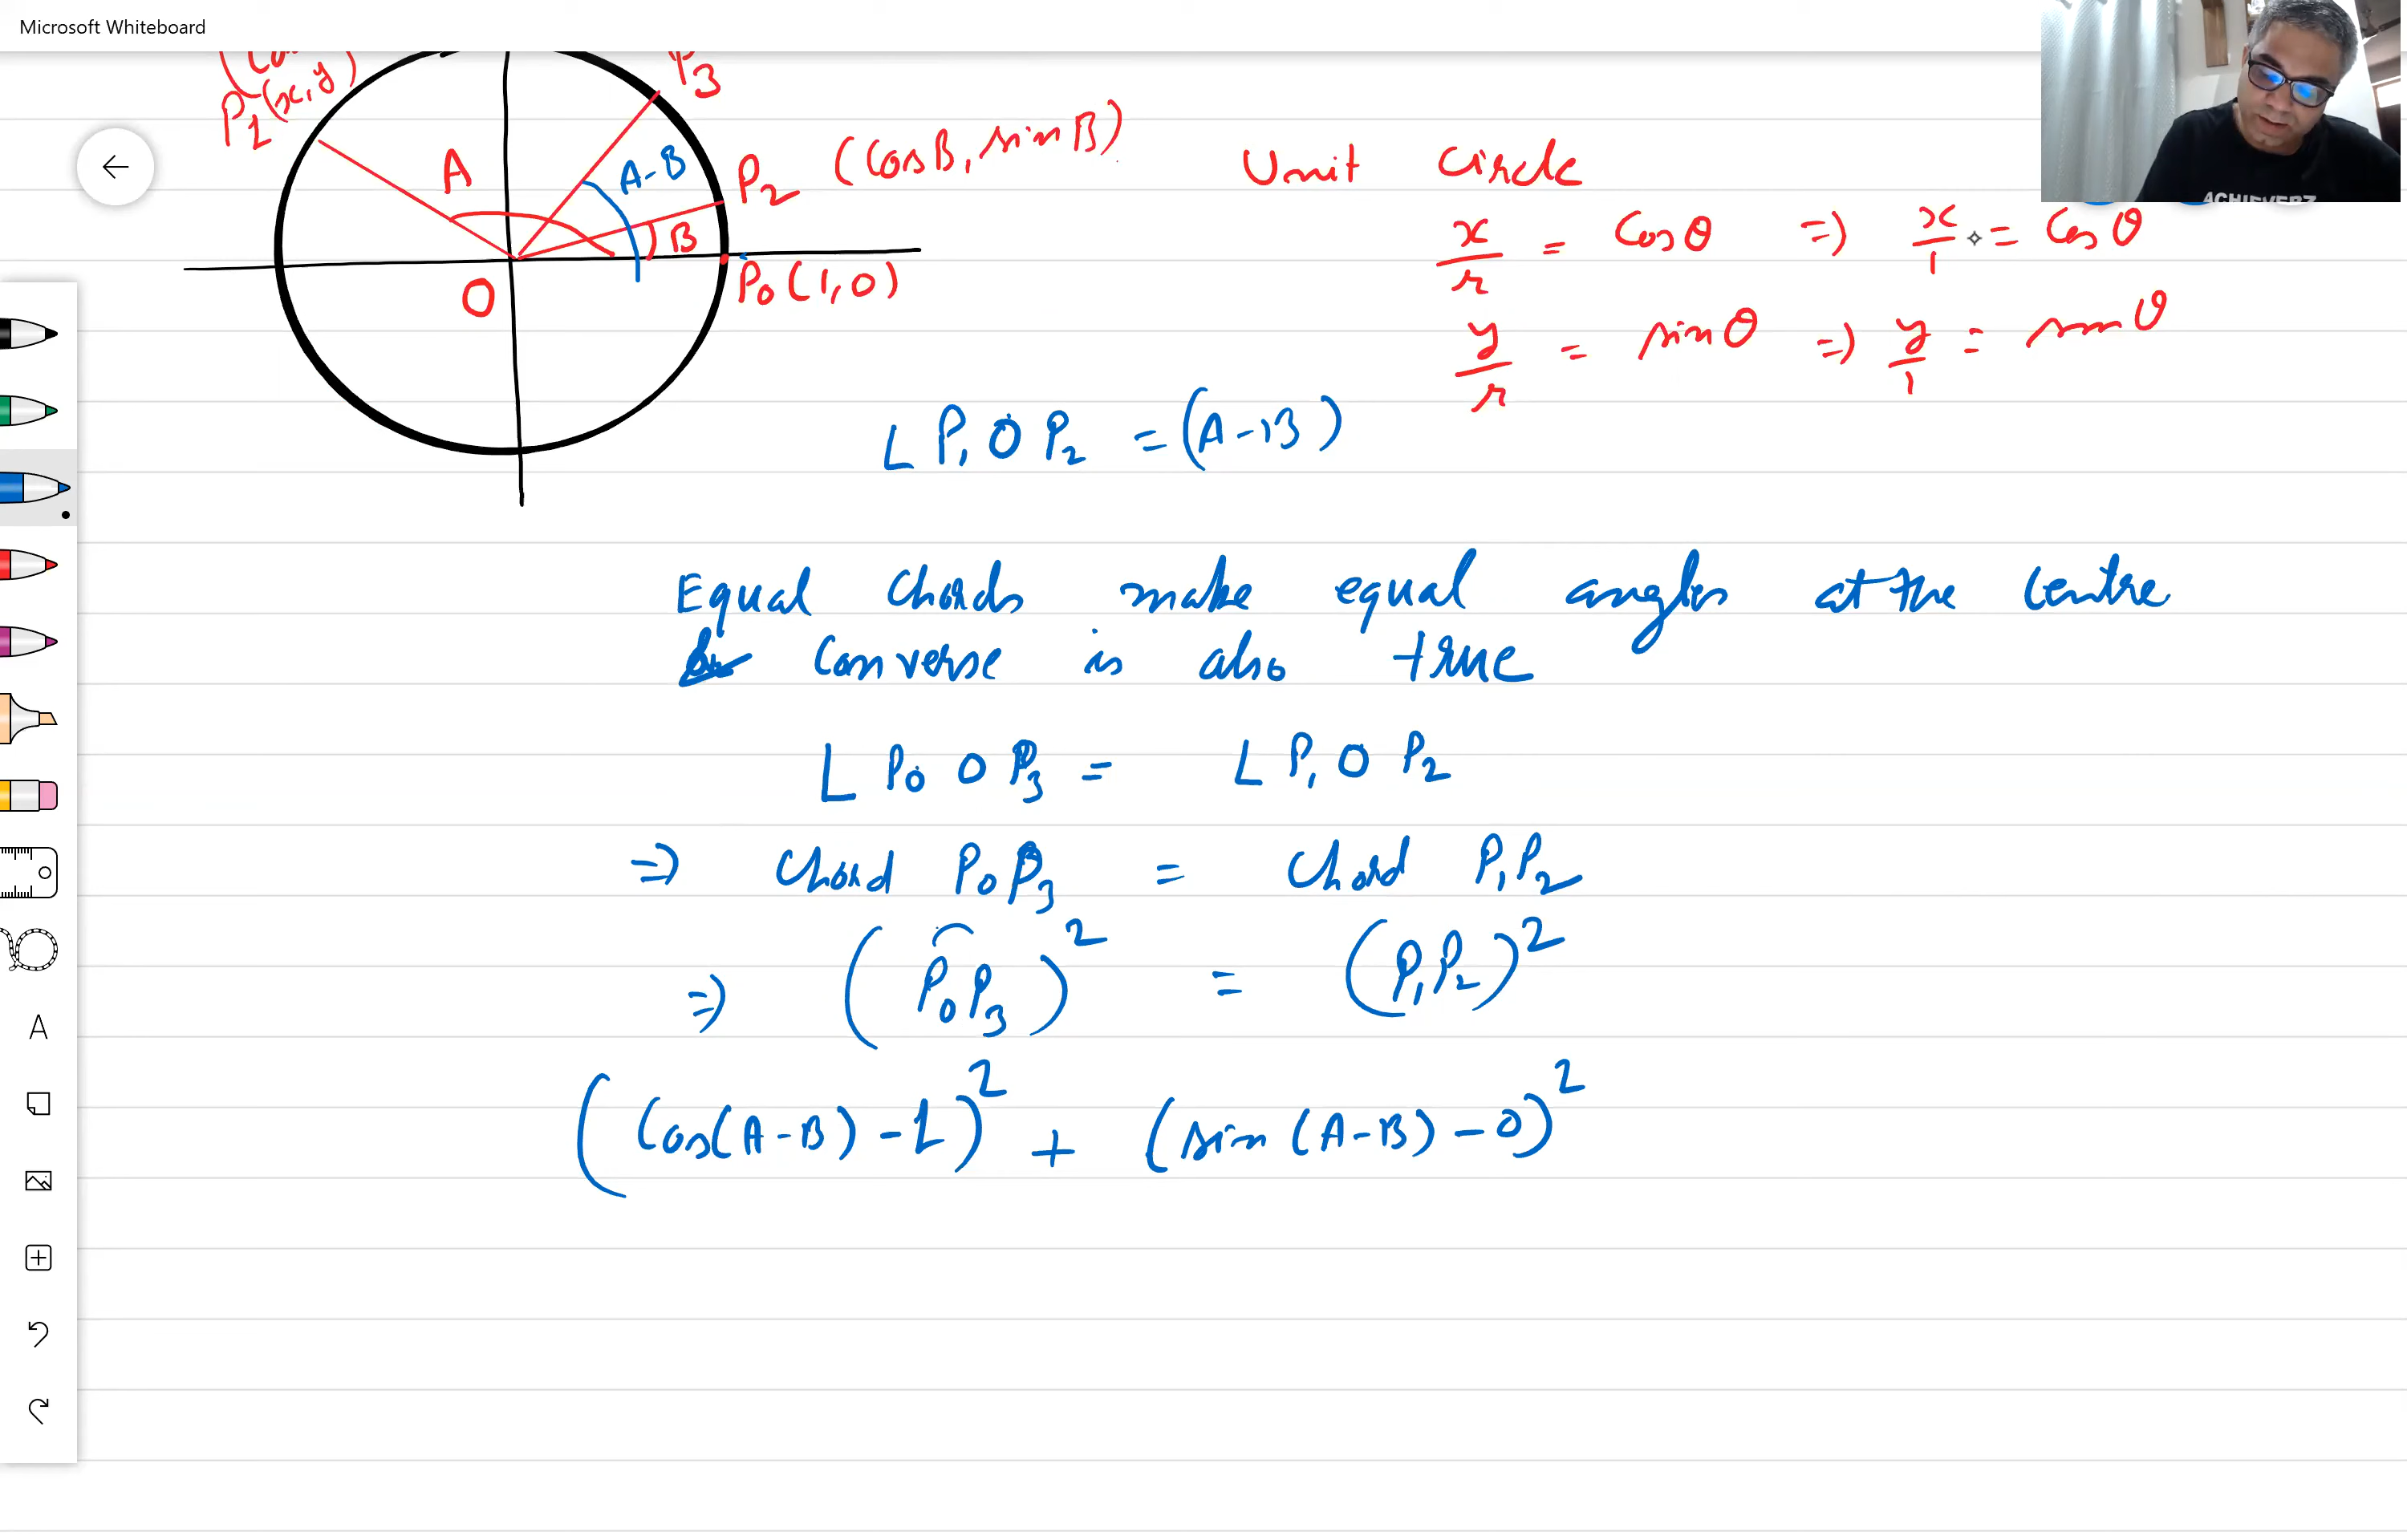 Microsoft Whiteboard
P₁(x,y)
P₃
A
A-B
P₂ (CosB, sinB)
B
O
P₀(1,0)
Unit Circle
x/r = Cosθ ⇒ x/1 = Cosθ
y/r = sinθ ⇒ y/1 = sinθ
∠P₁OP₂ = (A-B)
Equal Chords make equal angles at the centre
Converse is also true
∠P₀OP₃ = ∠P₁OP₂
⇒ Chord P₀P₃ = Chord P₁P₂
⇒ (P₀P₃)² = (P₁P₂)²
(Cos(A-B)-1)² + (sin(A-B)-0)²
ACHIEVERZ
A